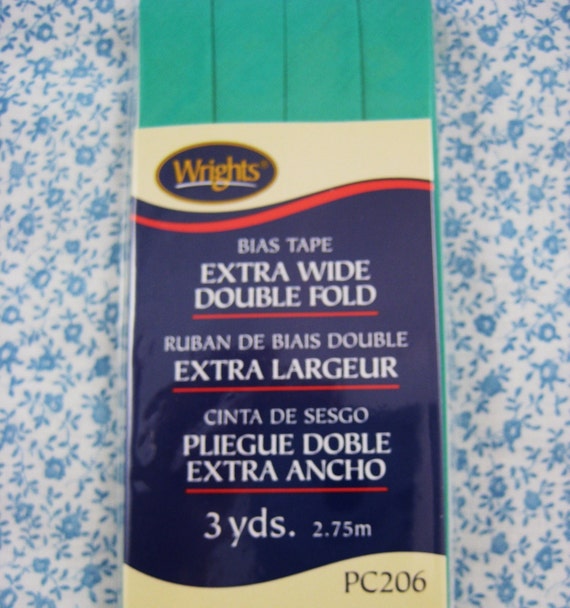 Wrights®
BIAS TAPE
EXTRA WIDE
DOUBLE FOLD
RUBAN DE BIAIS DOUBLE
EXTRA LARGEUR
CINTA DE SESGO
PLIEGUE DOBLE
EXTRA ANCHO
3 yds. 2.75m
PC206